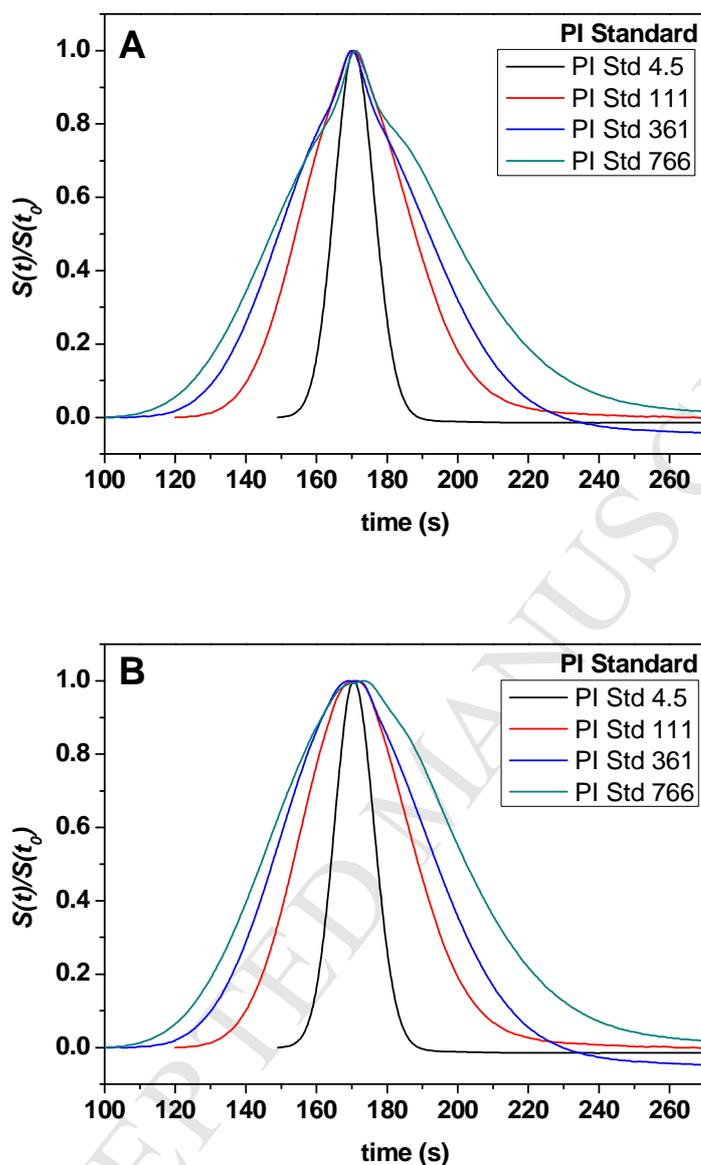 A
PI Standard
PI Std 4.5
PI Std 111
PI Std 361
PI Std 766
1.0
0.8
0.6
0.4
0.2
0.0
S(t)/S(t0)
100 120 140 160 180 200 220 240 260
time (s)
B
PI Standard
PI Std 4.5
PI Std 111
PI Std 361
PI Std 766
1.0
0.8
0.6
0.4
0.2
0.0
S(t)/S(t0)
100 120 140 160 180 200 220 240 260
time (s)
EPTED MANUSC